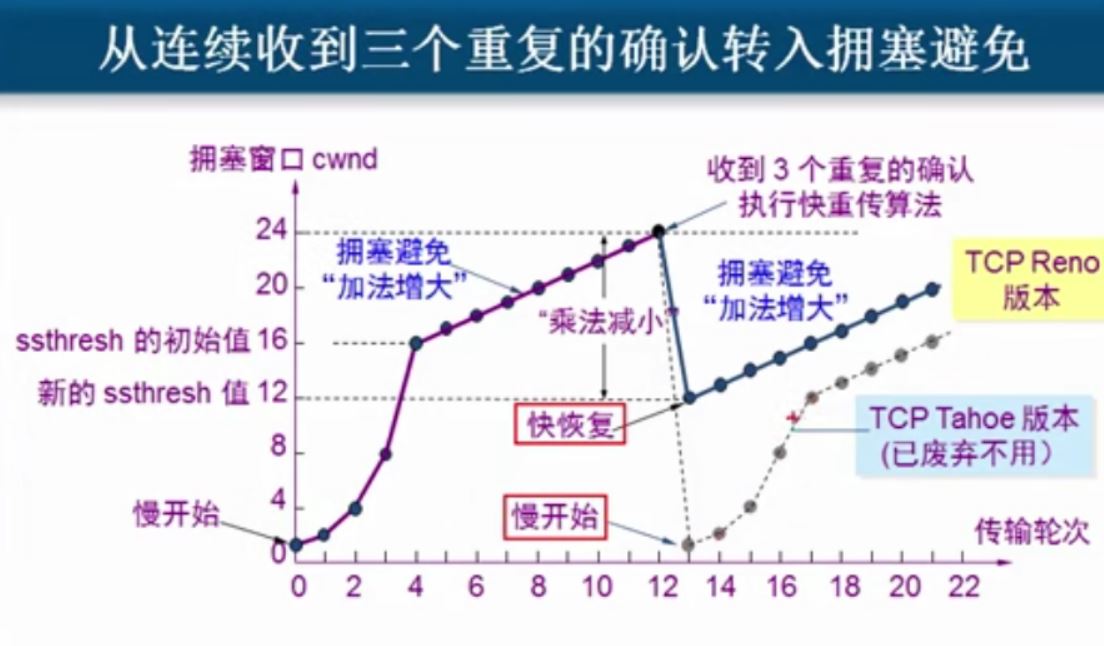 从连续收到三个重复的确认转入拥塞避免
拥塞窗口 cwnd
收到 3 个重复的确认
执行快重传算法
24
拥塞避免
“加法增大”
拥塞避免
“加法增大”
TCP Reno
版本
20
“乘法减小”
ssthresh 的初始值 16
新的 ssthresh 值 12
快恢复
TCP Tahoe 版本
(已废弃不用)
8
4
慢开始
慢开始
传输轮次
0
0 2 4 6 8 10 12 14 16 18 20 22